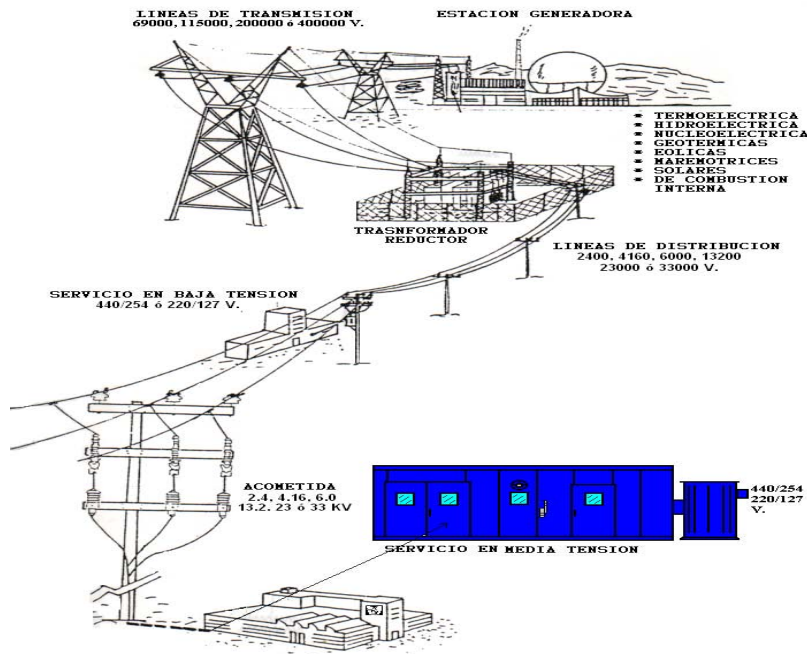 LINEAS DE TRANSMISION
69000, 115000, 200000 ó 400000 V.
ESTACION GENERADORA
* TERMOELECTRICA
* HIDROELECTRICA
* NUCLEOELECTRICA
* GEOTERMICAS
* EOLICAS
* MAREMOTRICES
* SOLARES
* DE COMBUSTION
INTERNA
TRASNFORMADOR
REDUCTOR
LINEAS DE DISTRIBUCION
2400, 4160, 6000, 13200
23000 ó 33000 V.
SERVICIO EN BAJA TENSION
440/254 ó 220/127 V.
ACOMETIDA
2.4, 4.16, 6.0
13.2. 23 ó 33 KV
440/254
220/127
V.
SERVICIO EN MEDIA TENSION